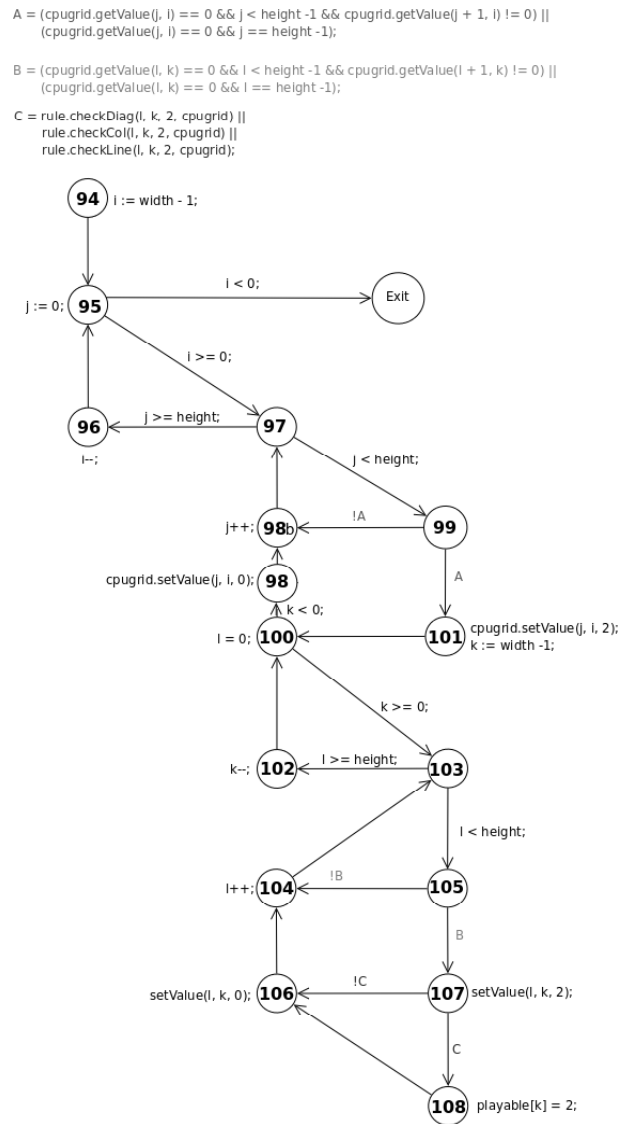 A = (cpugrid.getValue(j, i) == 0 && j < height -1 && cpugrid.getValue(j + 1, i) != 0) ||
(cpugrid.getValue(j, i) == 0 && j == height -1);
B = (cpugrid.getValue(l, k) == 0 && l < height -1 && cpugrid.getValue(l + 1, k) != 0) ||
(cpugrid.getValue(l, k) == 0 && l == height -1);
C = rule.checkDiag(l, k, 2, cpugrid) ||
rule.checkCol(l, k, 2, cpugrid) ||
rule.checkLine(l, k, 2, cpugrid);
94
i := width - 1;
i < 0;
Exit
j := 0;
95
i >= 0;
j >= height;
96
97
i--;
j < height;
!A
j++;
98b
99
A
cpugrid.setValue(j, i, 0);
98
k < 0;
l = 0;
100
101
cpugrid.setValue(j, i, 2);
k := width -1;
k >= 0;
l >= height;
k--;
102
103
l < height;
!B
l++;
104
105
B
!C
setValue(l, k, 0);
106
107
setValue(l, k, 2);
C
108
playable[k] = 2;